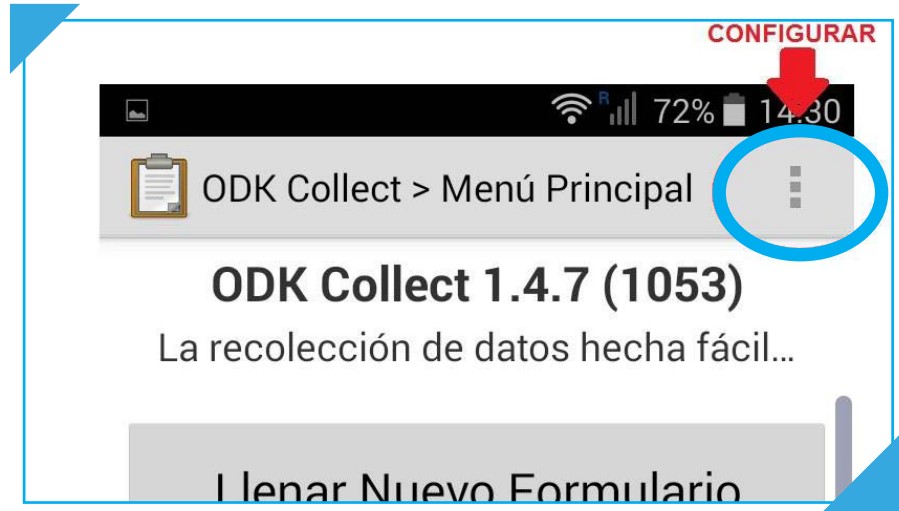 CONFIGURAR
R 72% 14:30
ODK Collect > Menú Principal
ODK Collect 1.4.7 (1053)
La recolección de datos hecha fácil...
Llenar Nuevo Formulario